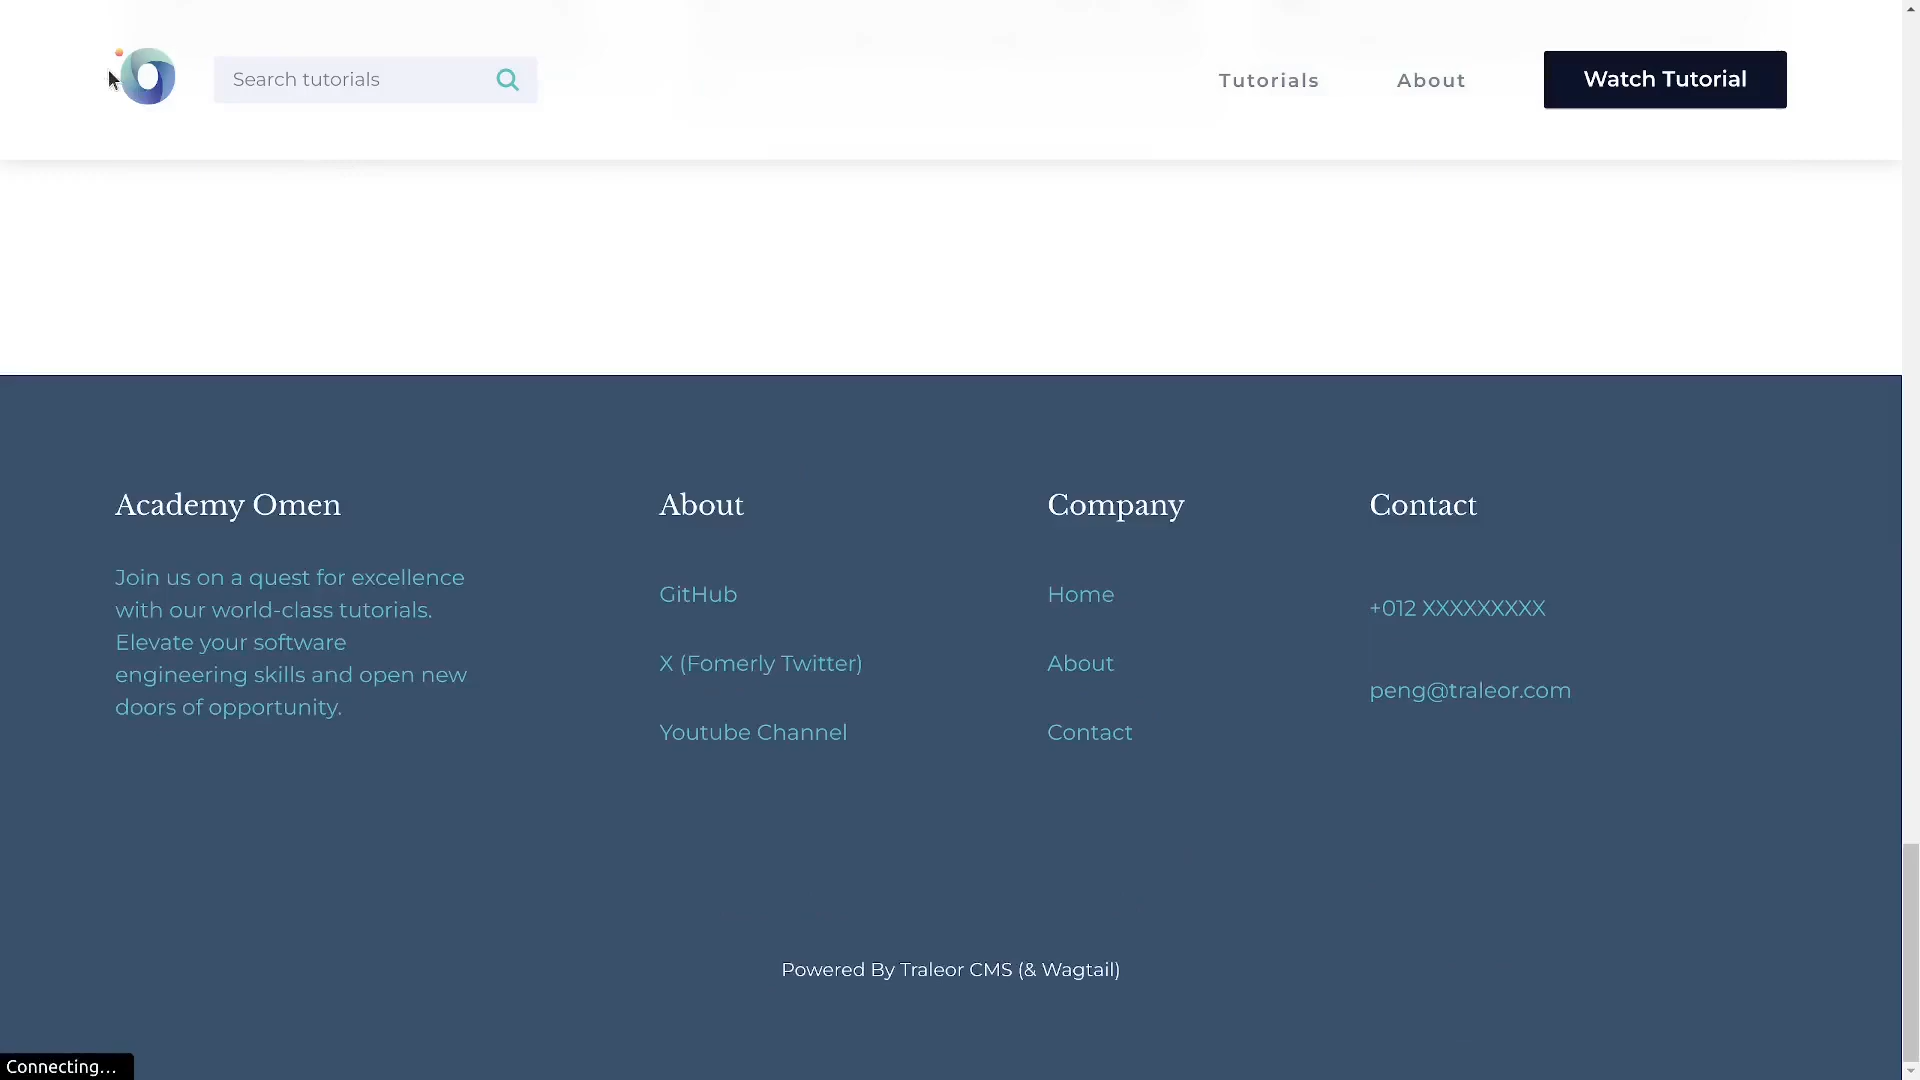 Search tutorials
Tutorials
About
Watch Tutorial
Academy Omen
Join us on a quest for excellence
with our world-class tutorials.
Elevate your software
engineering skills and open new
doors of opportunity.
About
GitHub
X (Fomerly Twitter)
Youtube Channel
Company
Home
About
Contact
Contact
+012 XXXXXXXXX
peng@traleor.com
Powered By Traleor CMS (& Wagtail)
Connecting...